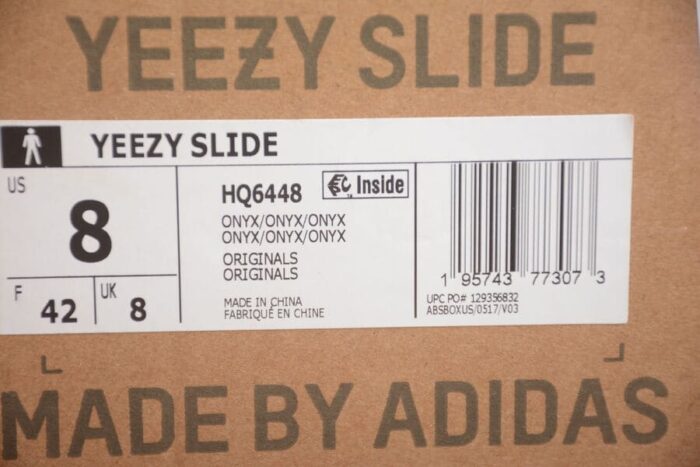 YEEZY SLIDE
YEEZY SLIDE
US
8
F
42
UK
8
HQ6448
Inside
ONYX/ONYX/ONYX
ONYX/ONYX/ONYX
ORIGINALS
ORIGINALS
MADE IN CHINA
FABRIQUÉ EN CHINE
1 95743 77307 3
UPC PO# 129356832
ABSBOXUS/0517/V03
MADE BY ADIDAS